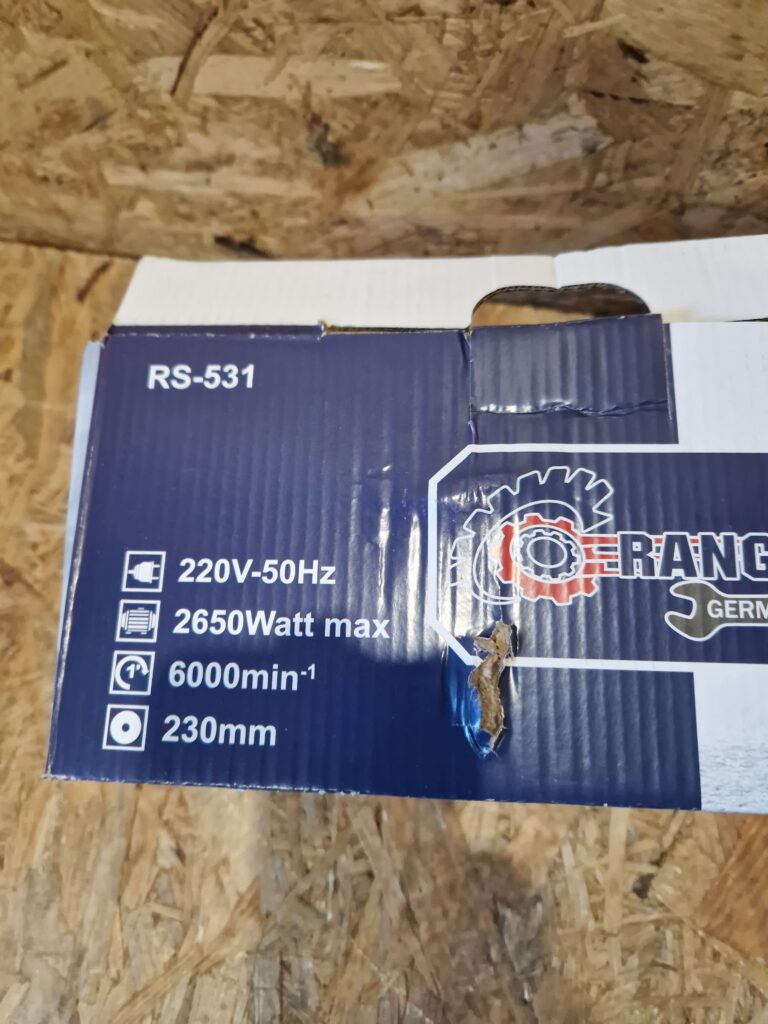 RS-531
220V-50Hz
2650Watt max
6000min⁻¹
230mm
RANG
GERM